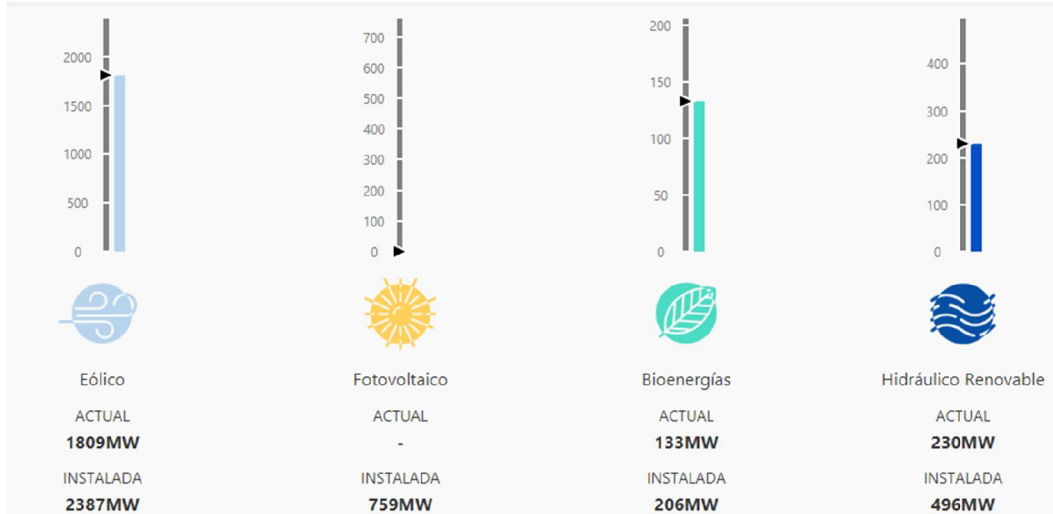 2000
1500
1000
500
0
700
600
500
400
300
200
100
0
200
150
100
50
0
400
300
200
100
0
Eólico
ACTUAL
1809MW
INSTALADA
2387MW
Fotovoltaico
ACTUAL
-
INSTALADA
759MW
Bioenergías
ACTUAL
133MW
INSTALADA
206MW
Hidráulico Renovable
ACTUAL
230MW
INSTALADA
496MW